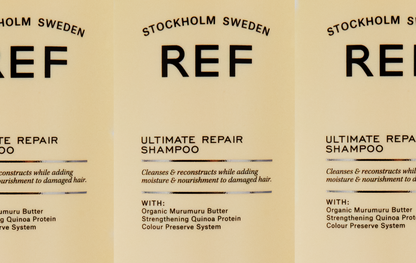 STOCKHOLM SWEDEN
REF
ULTIMATE REPAIR
SHAMPOO
Cleanses & reconstructs while adding
moisture & nourishment to damaged hair.
WITH:
Organic Murumuru Butter
Strengthening Quinoa Protein
Colour Preserve System